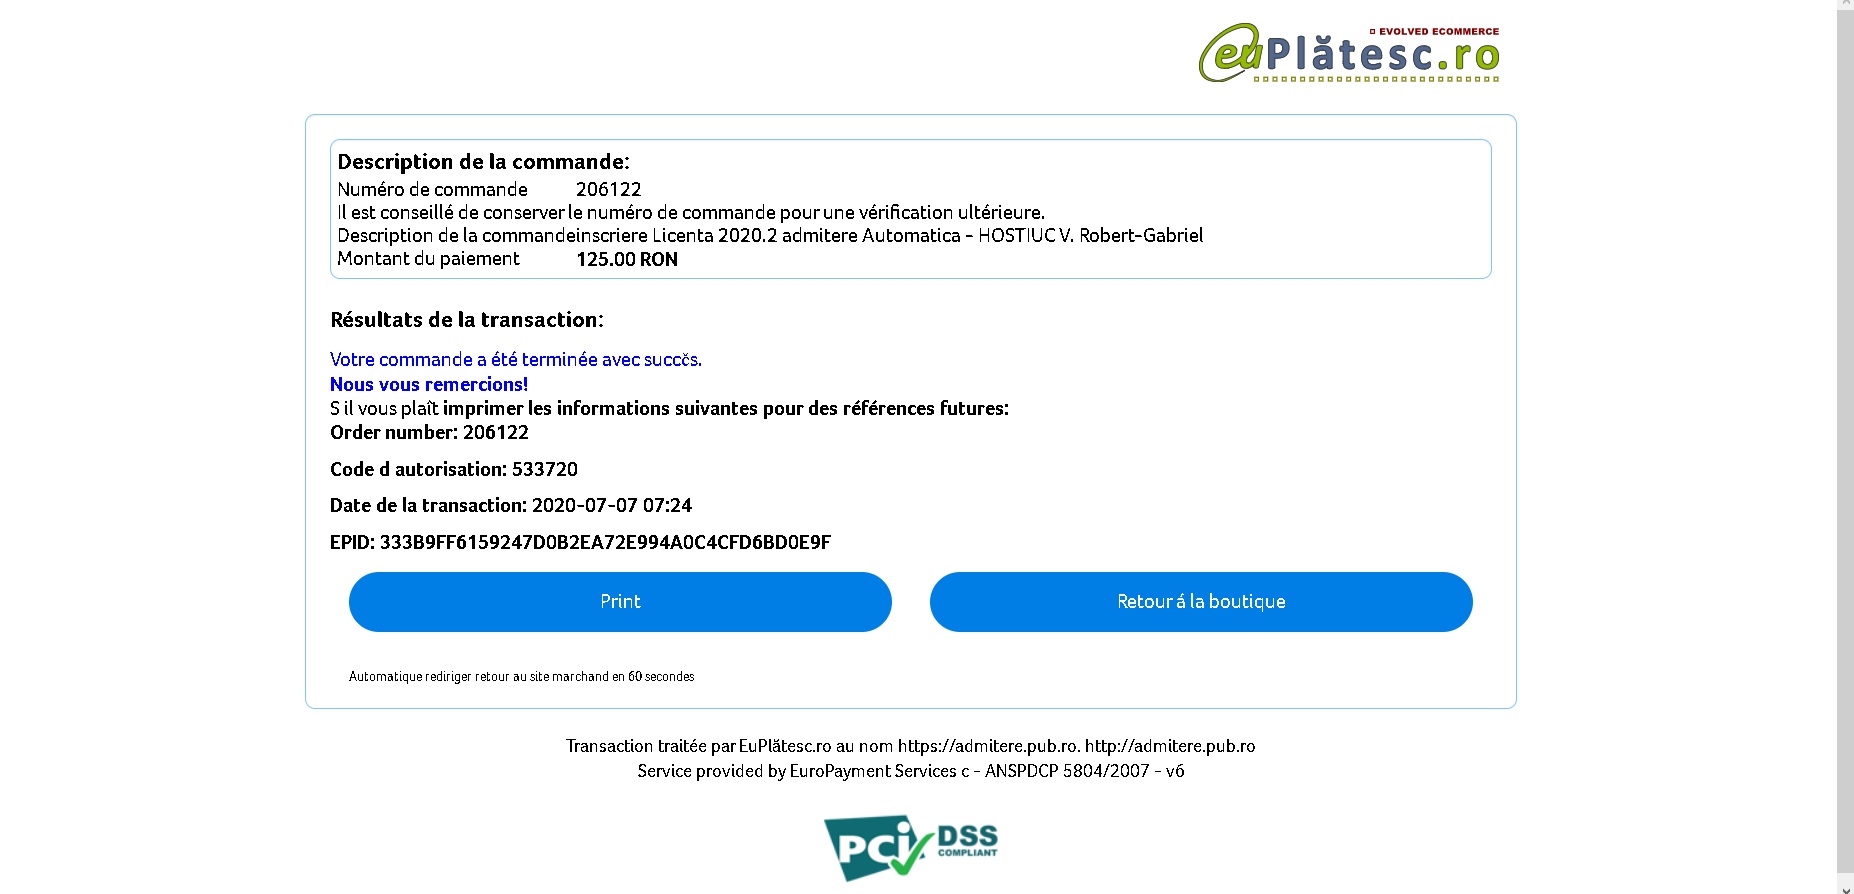 EVOLVED ECOMMERCE
euPlătesc.ro
Description de la commande:
Numéro de commande 206122
Il est conseillé de conserver le numéro de commande pour une vérification ultérieure.
Description de la commandeinscriere Licenta 2020.2 admitere Automatica - HOSTIUC V. Robert-Gabriel
Montant du paiement 125.00 RON
Résultats de la transaction:
Votre commande a été terminée avec succčs.
Nous vous remercions!
S il vous plaît imprimer les informations suivantes pour des références futures:
Order number: 206122
Code d autorisation: 533720
Date de la transaction: 2020-07-07 07:24
EPID: 333B9FF6159247D0B2EA72E994A0C4CFD6BD0E9F
Print
Retour á la boutique
Automatique rediriger retour au site marchand en 60 secondes
Transaction traitée par EuPlătesc.ro au nom https://admitere.pub.ro. http://admitere.pub.ro
Service provided by EuroPayment Services c - ANSPDCP 5804/2007 - v6
PCI DSS
COMPLIANT